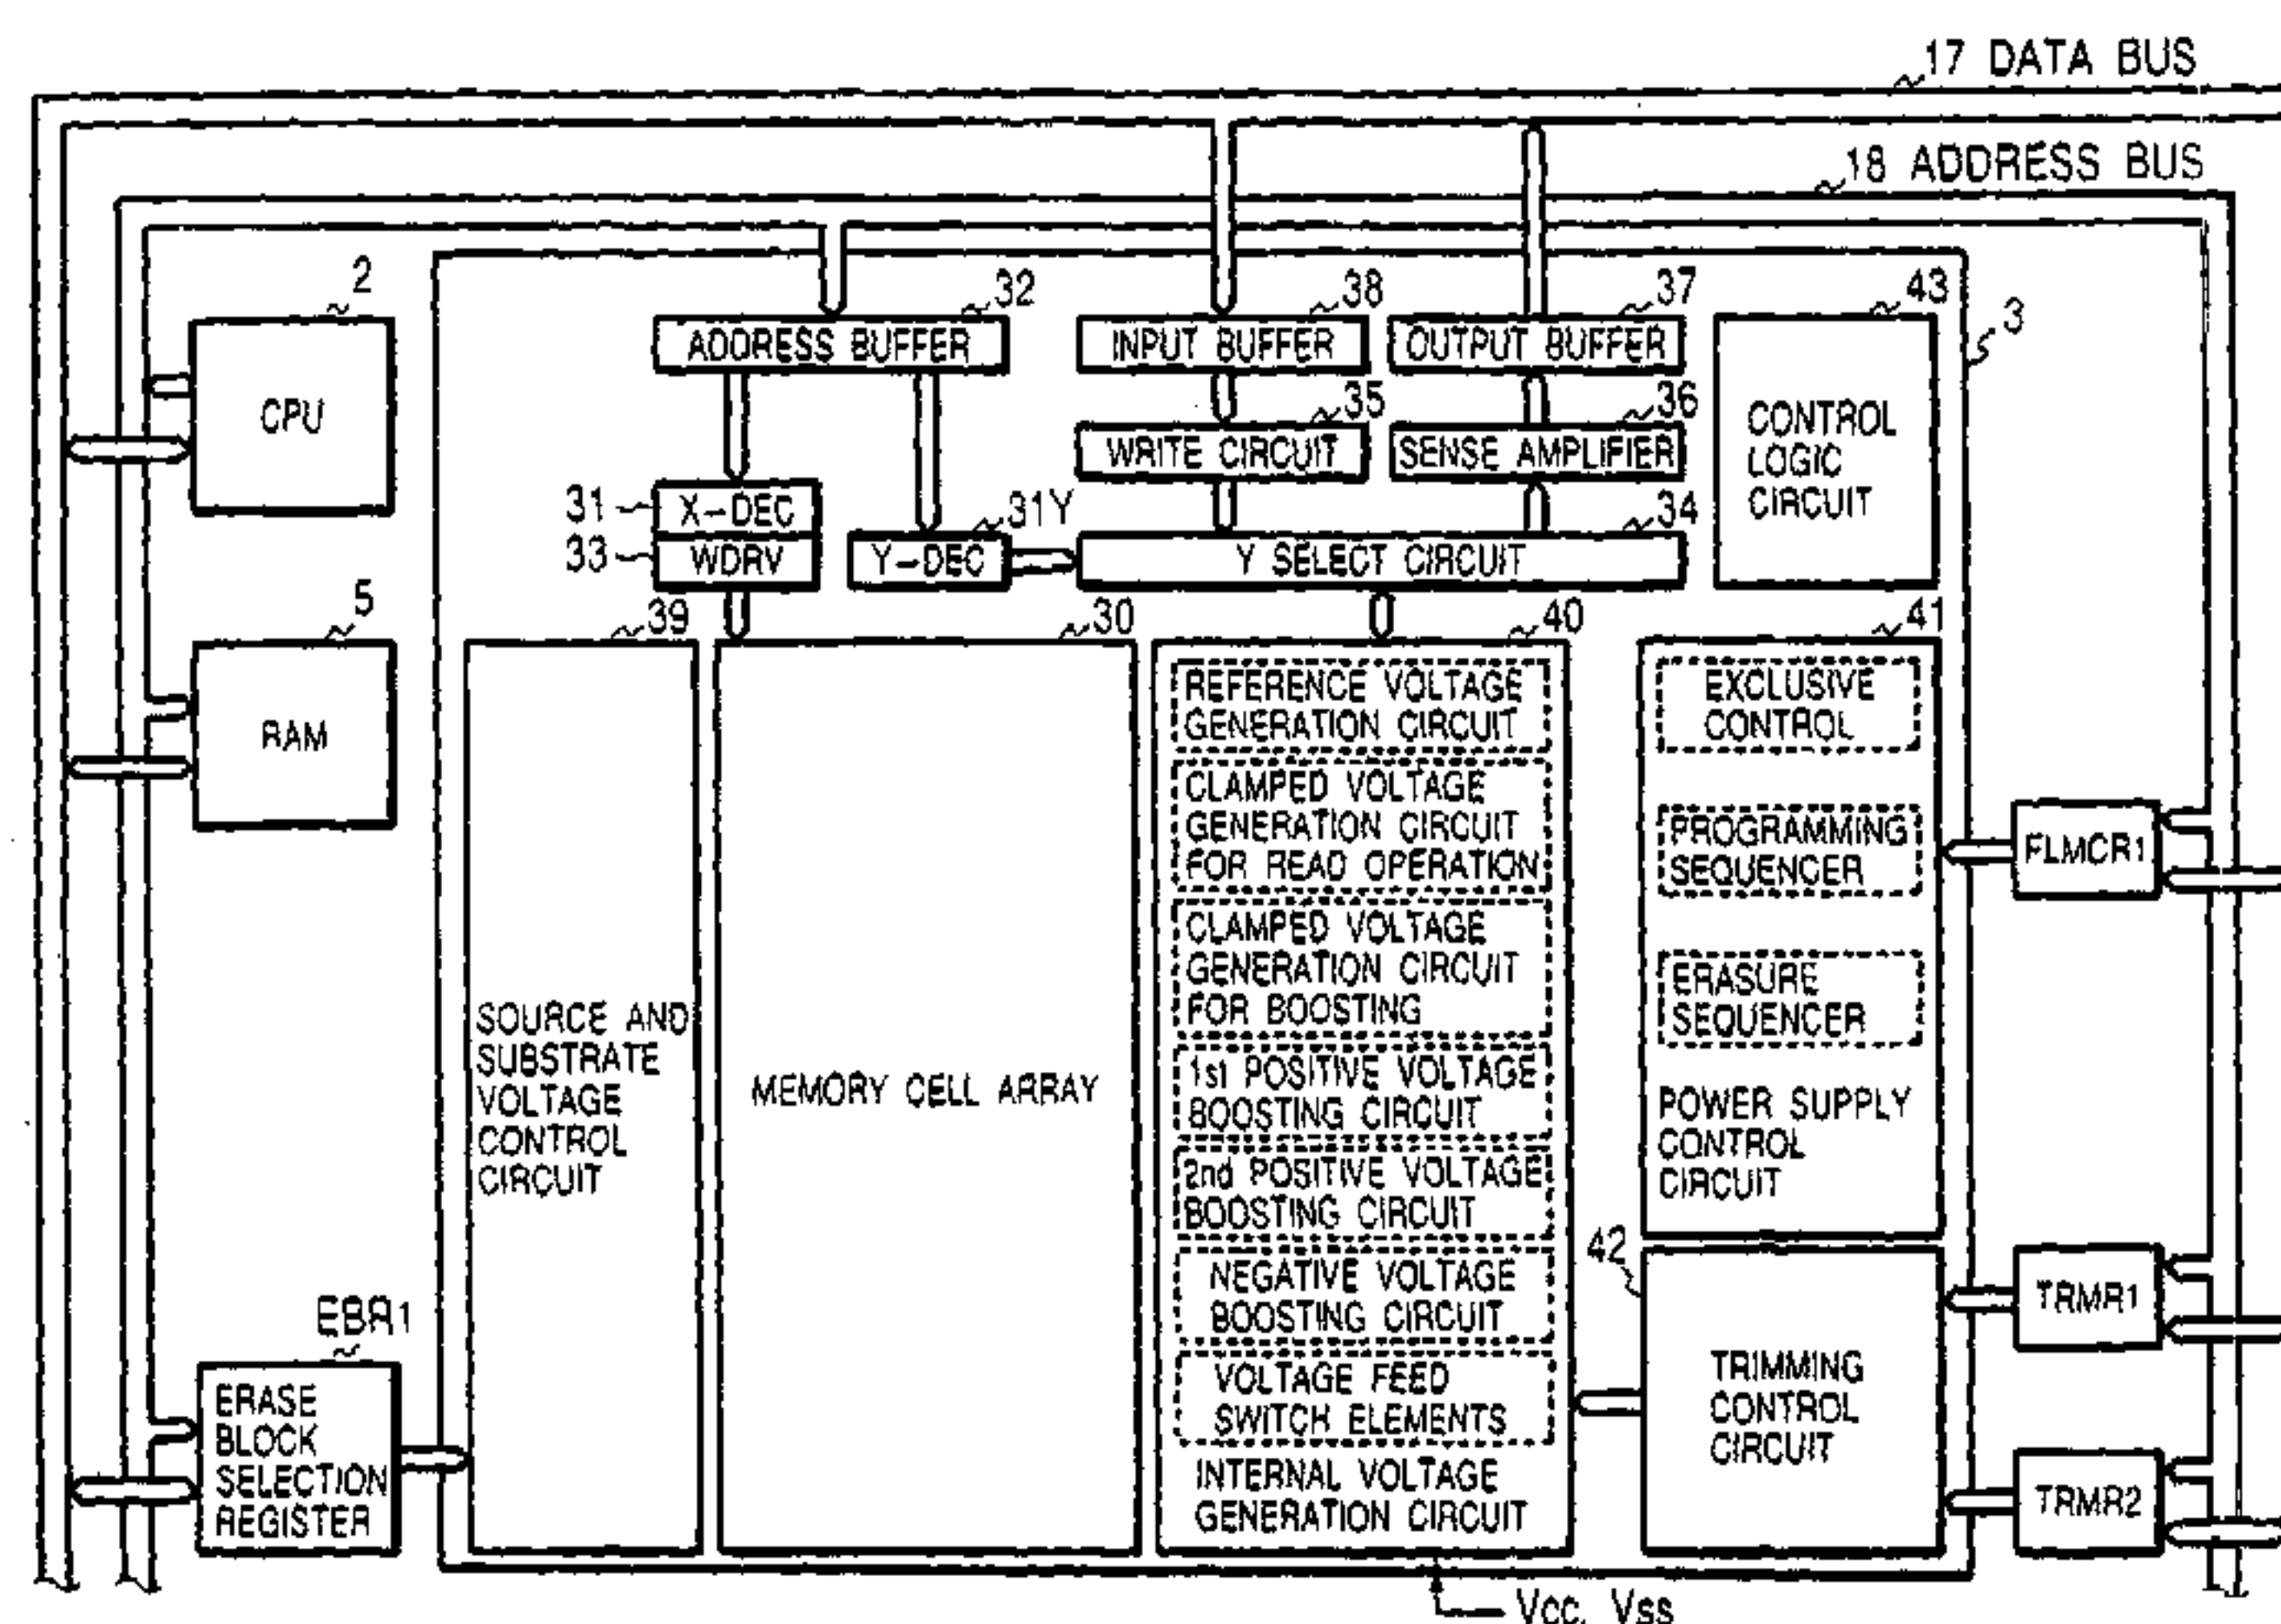 17 DATA BUS
18 ADDRESS BUS
2
CPU
5
RAM
EBR1
ERASE
BLOCK
SELECTION
REGISTER
3
32
ADDRESS BUFFER
38
INPUT BUFFER
37
OUTPUT BUFFER
43
CONTROL
LOGIC
CIRCUIT
35
WRITE CIRCUIT
36
SENSE AMPLIFIER
31
X-DEC
33
WDRV
31Y
Y-DEC
34
Y SELECT CIRCUIT
39
SOURCE AND
SUBSTRATE
VOLTAGE
CONTROL
CIRCUIT
30
MEMORY CELL ARRAY
40
REFERENCE VOLTAGE
GENERATION CIRCUIT
CLAMPED VOLTAGE
GENERATION CIRCUIT
FOR READ OPERATION
CLAMPED VOLTAGE
GENERATION CIRCUIT
FOR BOOSTING
1st POSITIVE VOLTAGE
BOOSTING CIRCUIT
2nd POSITIVE VOLTAGE
BOOSTING CIRCUIT
NEGATIVE VOLTAGE
BOOSTING CIRCUIT
VOLTAGE FEED
SWITCH ELEMENTS
INTERNAL VOLTAGE
GENERATION CIRCUIT
41
EXCLUSIVE
CONTROL
PROGRAMMING
SEQUENCER
ERASURE
SEQUENCER
POWER SUPPLY
CONTROL
CIRCUIT
42
TRIMMING
CONTROL
CIRCUIT
FLMCR1
TRMR1
TRMR2
Vcc, Vss